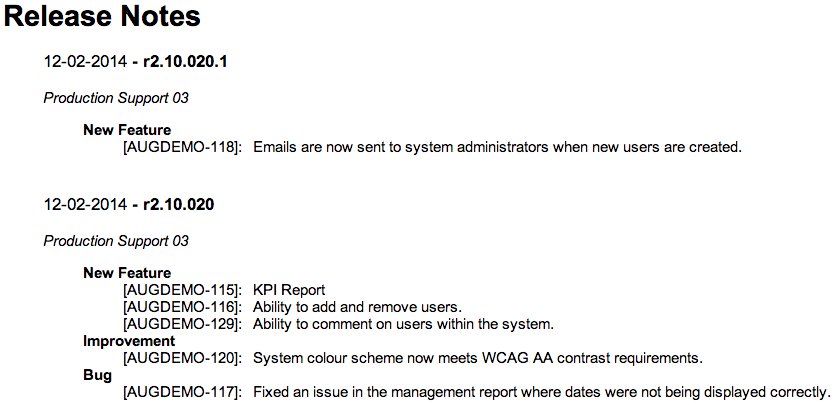 Release Notes
12-02-2014 - r2.10.020.1
Production Support 03
New Feature
[AUGDEMO-118]: Emails are now sent to system administrators when new users are created.
12-02-2014 - r2.10.020
Production Support 03
New Feature
[AUGDEMO-115]: KPI Report
[AUGDEMO-116]: Ability to add and remove users.
[AUGDEMO-129]: Ability to comment on users within the system.
Improvement
[AUGDEMO-120]: System colour scheme now meets WCAG AA contrast requirements.
Bug
[AUGDEMO-117]: Fixed an issue in the management report where dates were not being displayed correctly.